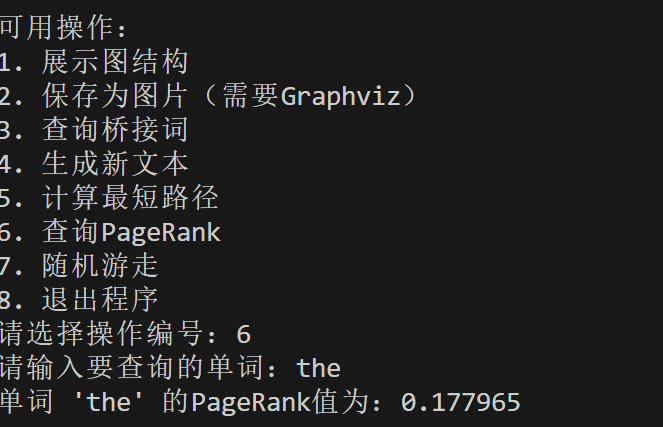 可用操作：
1. 展示图结构
2. 保存为图片（需要Graphviz）
3. 查询桥接词
4. 生成新文本
5. 计算最短路径
6. 查询PageRank
7. 随机游走
8. 退出程序
请选择操作编号：6
请输入要查询的单词：the
单词 'the' 的PageRank值为：0.177965